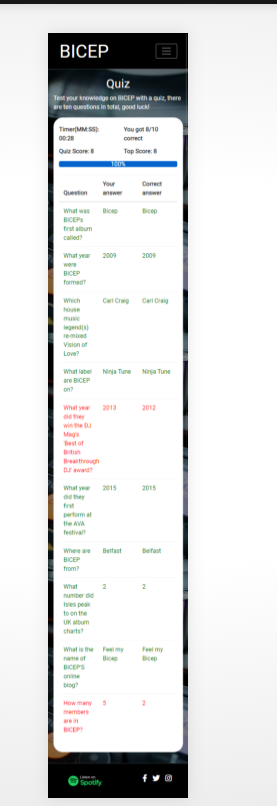 BICEP
Quiz
Test your knowledge on BICEP with a quiz, there
are ten questions in total, good luck!
Timer(MM:SS): You got 8/10
00:28 correct
Quiz Score: 8 Top Score: 8
100%
Your Correct
Question answer answer
What was Bicep Bicep
BICEPs
first album
called?
What year 2009 2009
were
BICEP
formed?
Which Carl Craig Carl Craig
house
music
legend(s)
re-mixed
Vision of
Love?
What label Ninja Tune Ninja Tune
are BICEP
on?
What year 2013 2012
did they
win the DJ
Mag's
'Best of
British
Breakthrough
DJ' award?
What year 2015 2015
did they
first
perform at
the AVA
festival?
Where are Belfast Belfast
BICEP
from?
What 2 2
number did
Isles peak
to on the
UK album
charts?
What is the Feel my Feel my
name of Bicep Bicep
BICEP'S
online
blog?
How many 5 2
members
are in
BICEP?
Listen on
Spotify